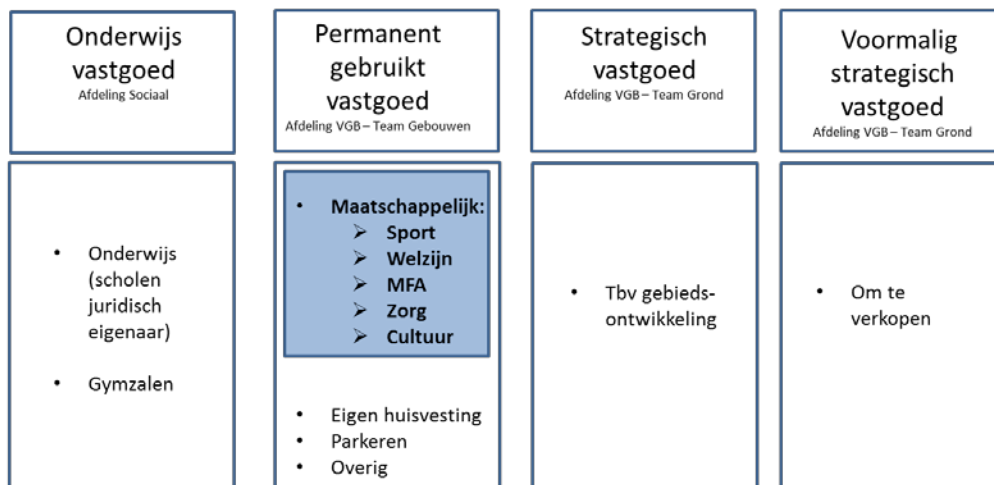 Onderwijs
vastgoed
Afdeling Sociaal
Permanent
gebruikt
vastgoed
Afdeling VGB – Team Gebouwen
Strategisch
vastgoed
Afdeling VGB – Team Grond
Voormalig
strategisch
vastgoed
Afdeling VGB – Team Grond
• Onderwijs
(scholen
juridisch
eigenaar)
• Gymzalen
• Maatschappelijk:
➢ Sport
➢ Welzijn
➢ MFA
➢ Zorg
➢ Cultuur
• Eigen huisvesting
• Parkeren
• Overig
• Tbv gebieds-
ontwikkeling
• Om te
verkopen